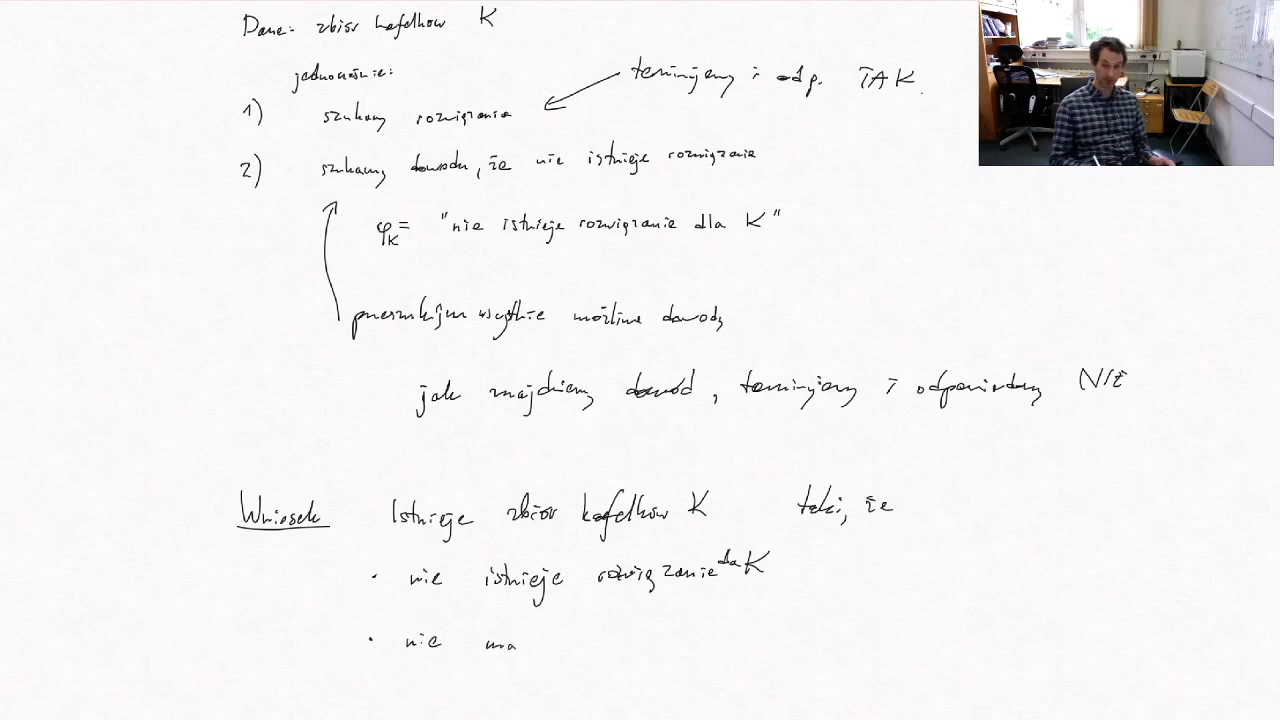 Dane: zbiór kafelków K
jednocześnie:
terminujemy i odp. TAK.
1) szukamy rozwiązania
2) szukamy dowodu, że nie istnieje rozwiązanie
φ_K = "nie istnieje rozwiązanie dla K"
przeszukujemy wszystkie możliwe dowody
jak znajdziemy dowód, terminujemy i odpowiadamy NIE
Wniosek Istnieje zbiór kafelków K taki, że
· nie istnieje rozwiązanie dla K
· nie ma